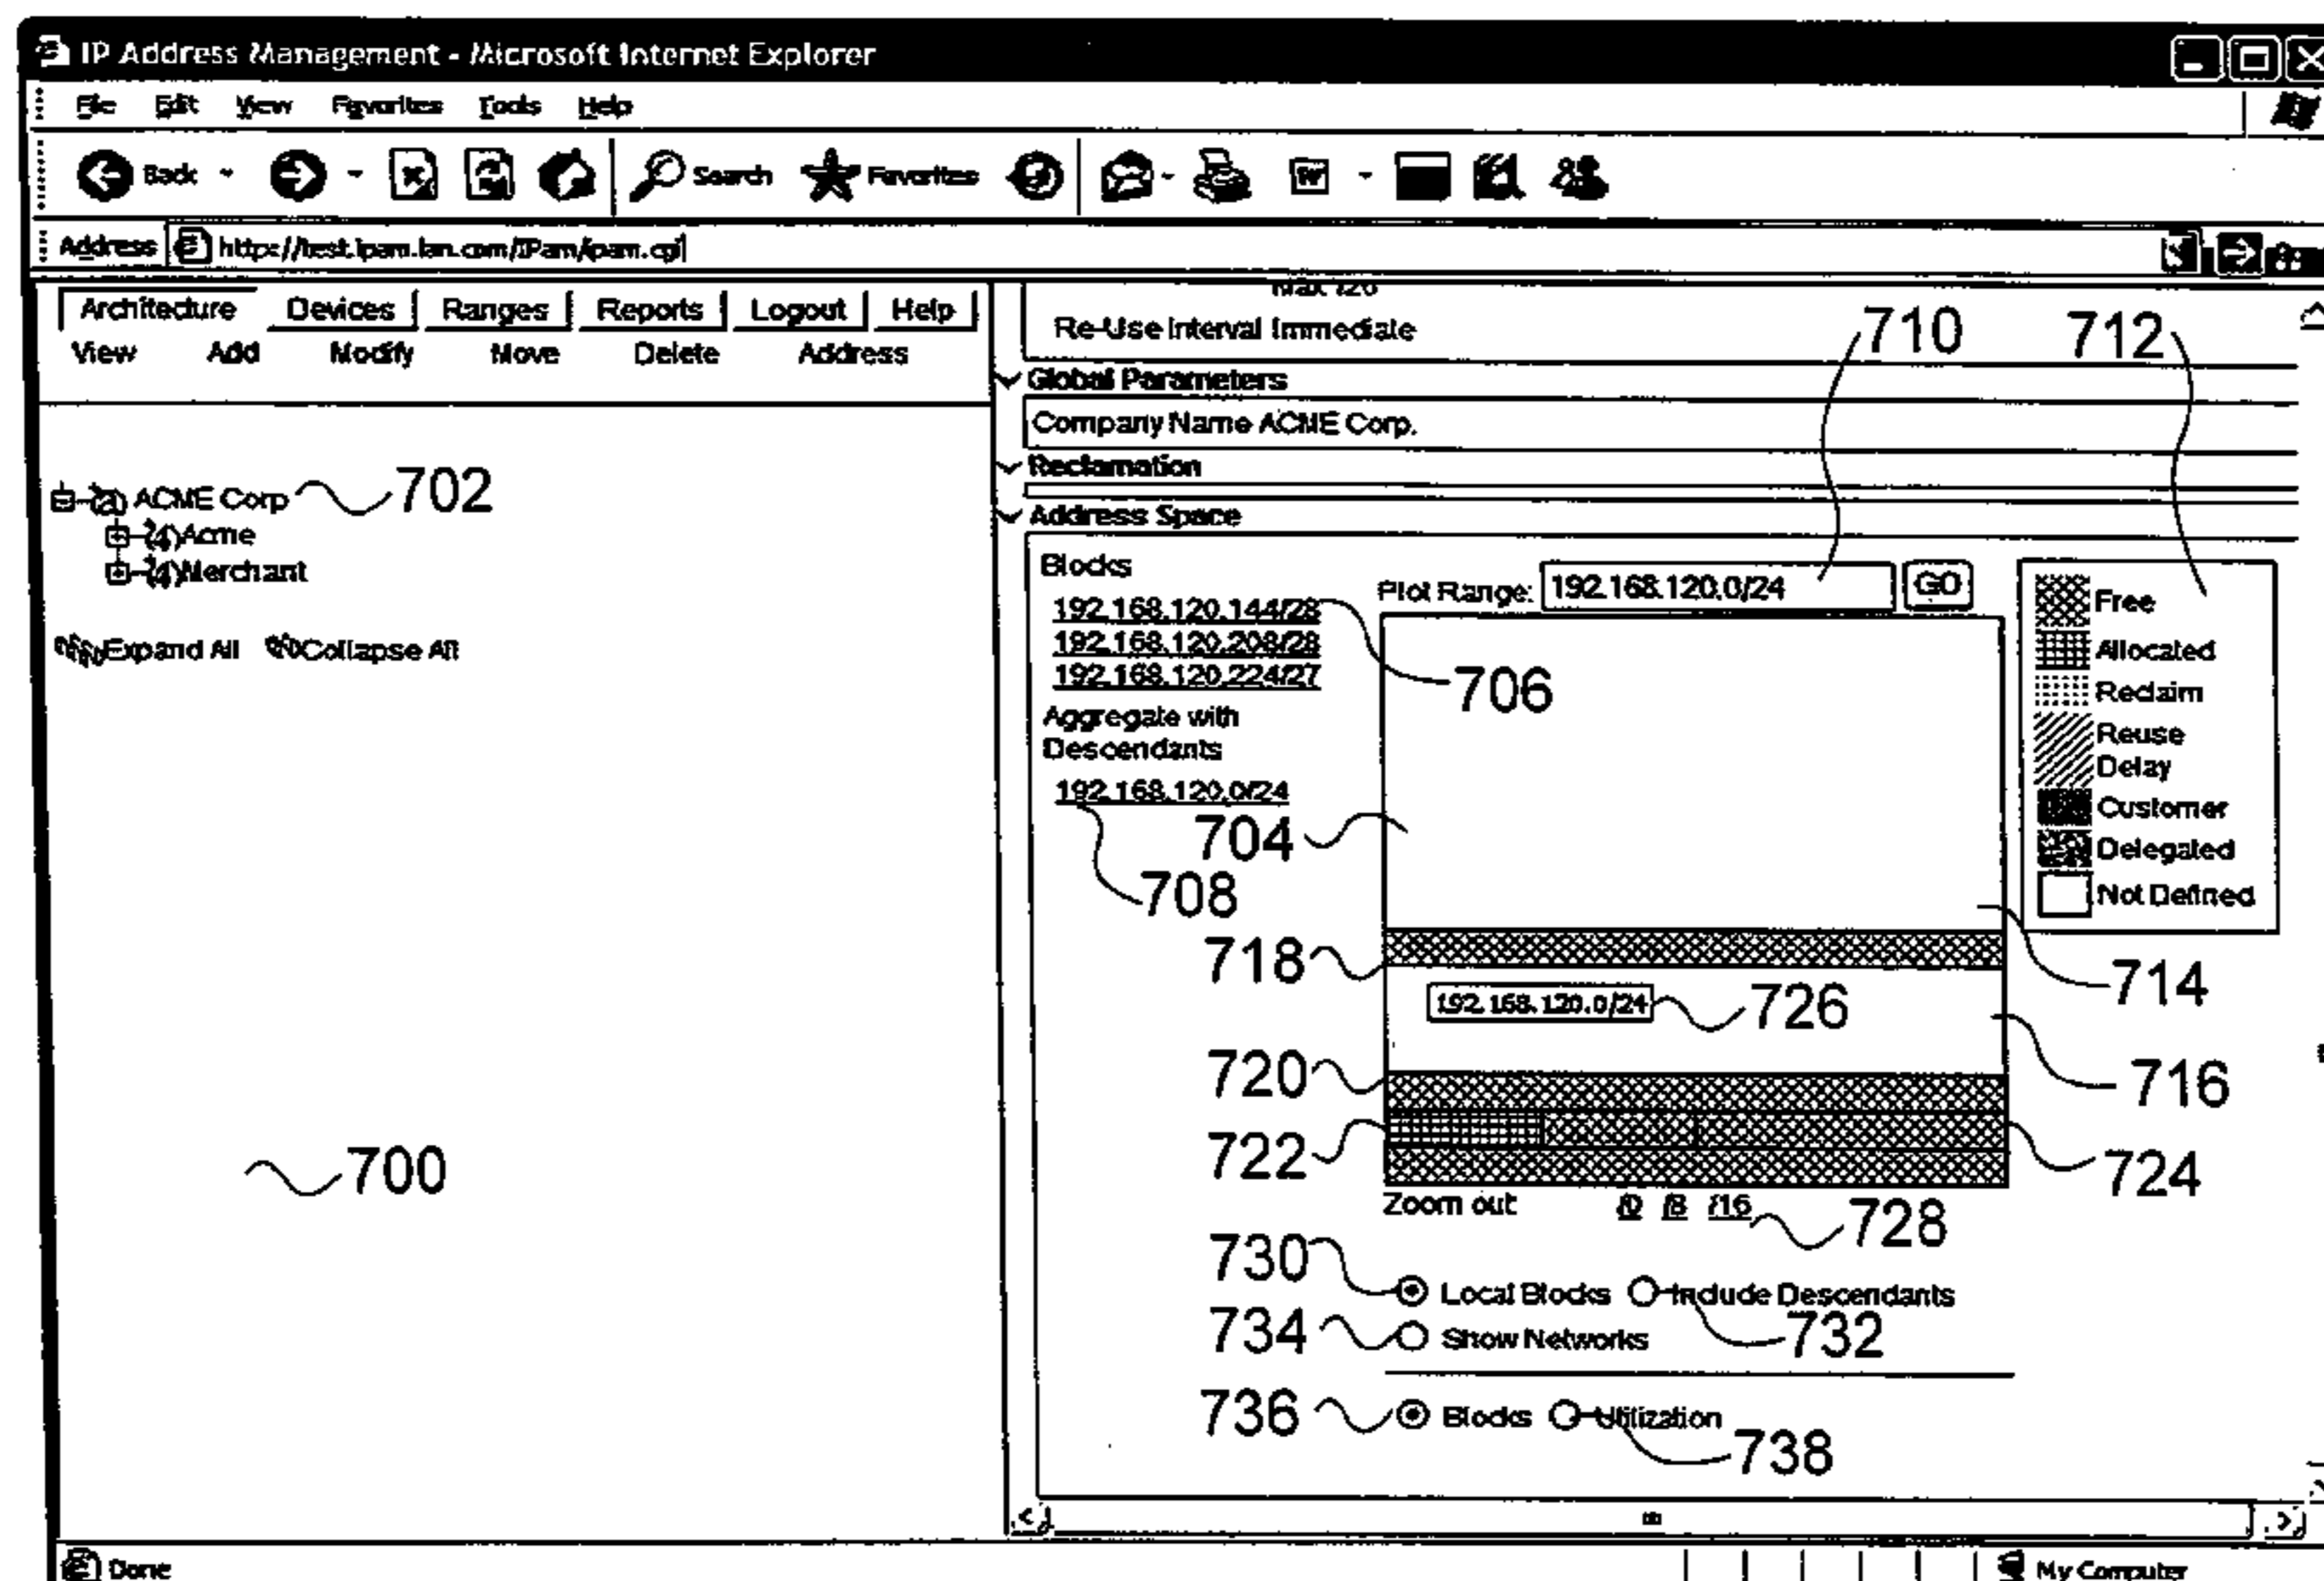 IP Address Management - Microsoft Internet Explorer
File Edit View Favorites Tools Help
Back Search Favorites
Address http://test.ipam.lan.com/IPam/ipam.cgi
Architecture Devices Ranges Reports Logout Help
View Add Modify Move Delete Address
ACME Corp 702
Acme
Merchant
Expand All Collapse All
700
Re-Use Interval Immediate
Global Parameters
Company Name ACME Corp.
Reclamation
Address Space
710
712
Blocks
192.168.120.144/28
192.168.120.208/28
192.168.120.224/27
706
Aggregate with
Descendants
192.168.120.0/24
704
708
Plot Range: 192.168.120.0/24 GO
Free
Allocated
Reclaim
Reuse
Delay
Customer
Delegated
Not Defined
718
714
192.168.120.0/24 726
720
716
722
724
Zoom out: /0 /8 /16 728
730
Local Blocks Include Descendants
734 Show Networks 732
736 Blocks Utilization
738
Done My Computer